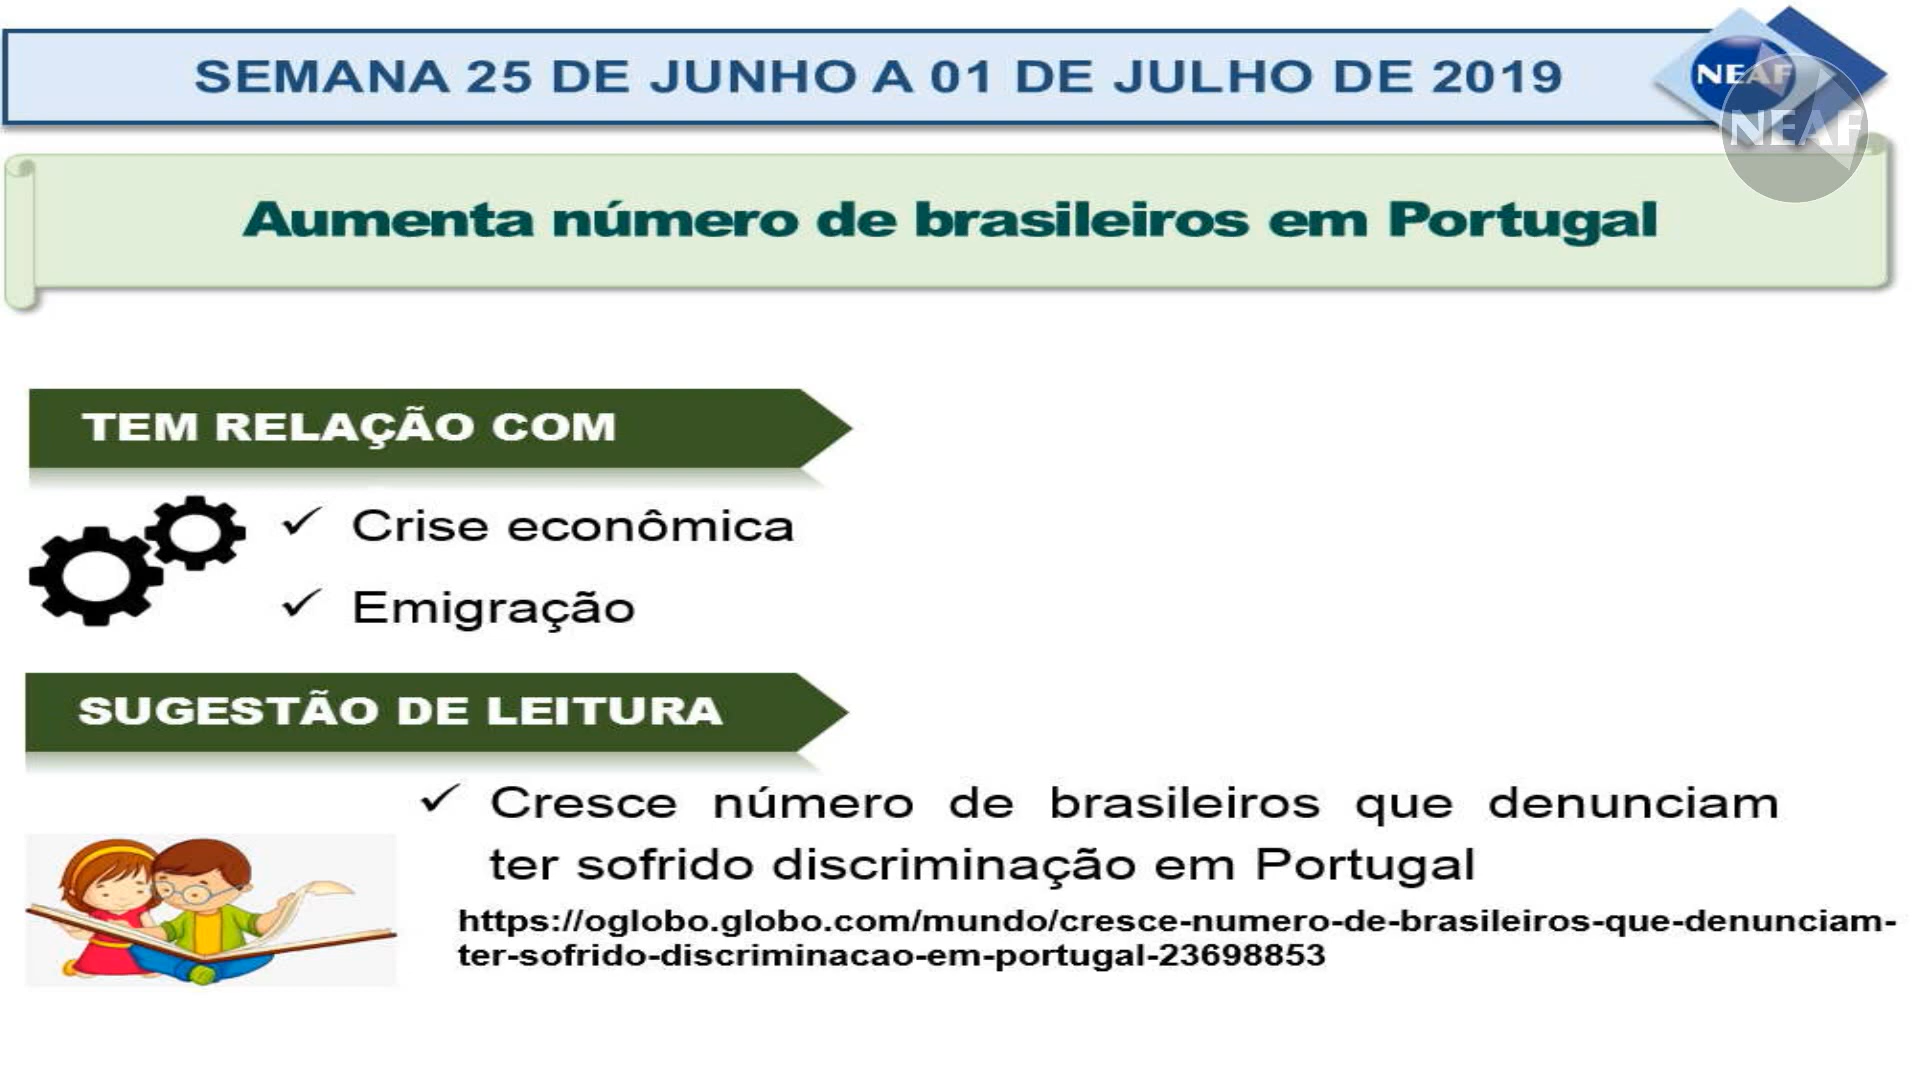 SEMANA 25 DE JUNHO A 01 DE JULHO DE 2019
NEAF
NEAF
Aumenta número de brasileiros em Portugal
TEM RELAÇÃO COM
✓ Crise econômica
✓ Emigração
SUGESTÃO DE LEITURA
✓ Cresce número de brasileiros que denunciam
ter sofrido discriminação em Portugal
https://oglobo.globo.com/mundo/cresce-numero-de-brasileiros-que-denunciam-
ter-sofrido-discriminacao-em-portugal-23698853